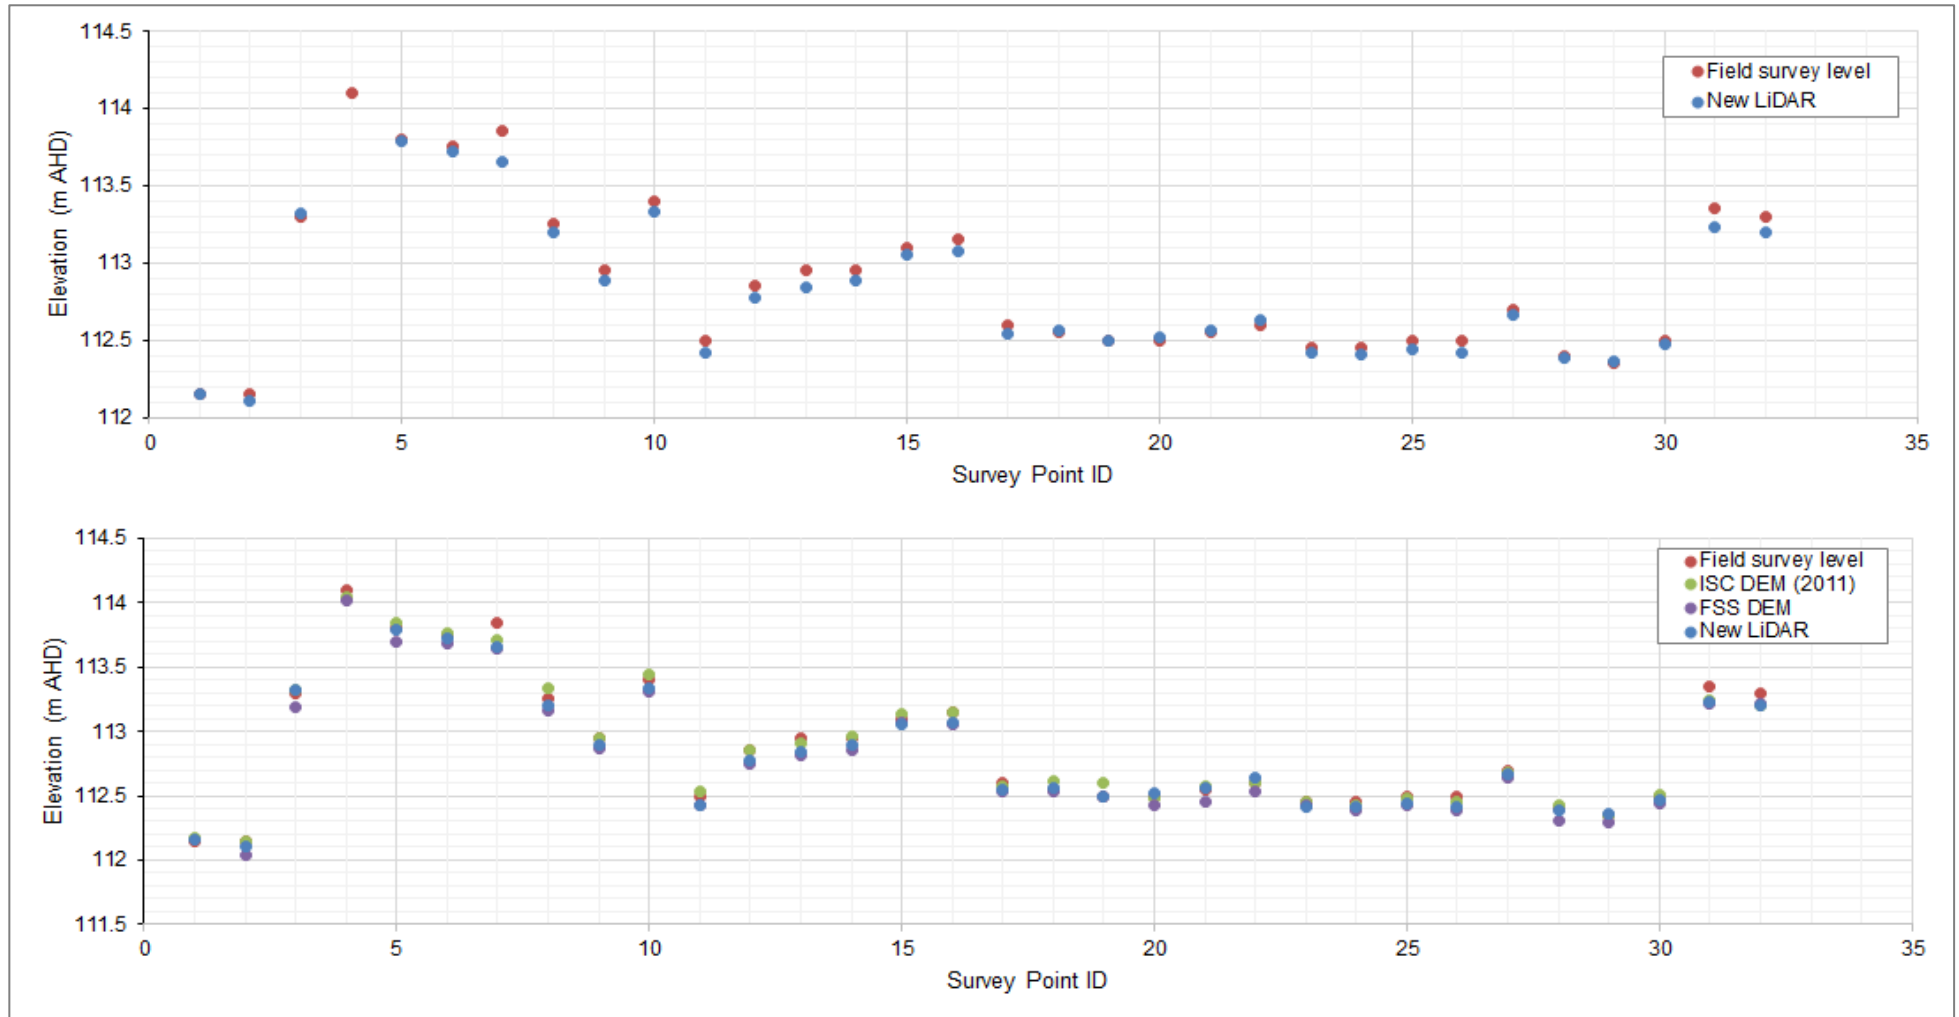 114.5
114
113.5
113
112.5
112
0 5 10 15 20 25 30 35
Elevation (m AHD)
Survey Point ID
Field survey level
New LiDAR
114.5
114
113.5
113
112.5
112
111.5
0 5 10 15 20 25 30 35
Elevation (m AHD)
Survey Point ID
Field survey level
ISC DEM (2011)
FSS DEM
New LiDAR